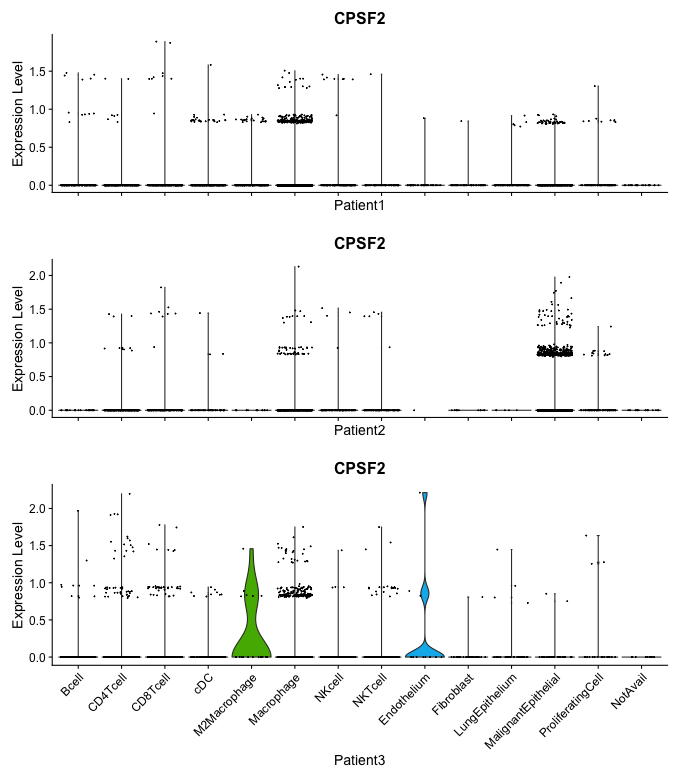 CPSF2
Expression Level
1.5
1.0
0.5
0.0
Patient1
CPSF2
Expression Level
2.0
1.5
1.0
0.5
0.0
Patient2
CPSF2
Expression Level
2.0
1.5
1.0
0.5
0.0
Bcell
CD4Tcell
CD8Tcell
cDC
M2Macrophage
Macrophage
NKcell
NKTcell
Endothelium
Fibroblast
LungEpithelium
MalignantEpithelial
ProliferatingCell
NotAvail
Patient3